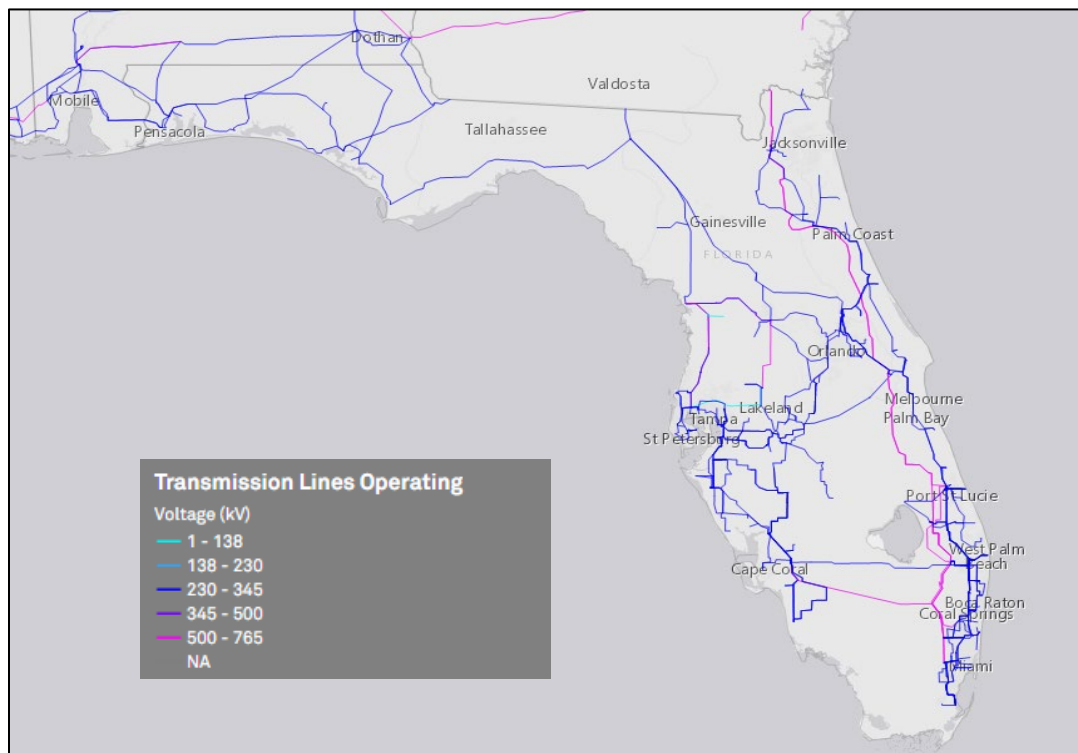 Dothan
Valdosta
Mobile
Pensacola
Tallahassee
Jacksonville
Gainesville
Palm Coast
FLORIDA
Orlando
Melbourne
Palm Bay
Lakeland
Tampa
St Petersburg
Port St Lucie
West Palm
Beach
Cape Coral
Boca Raton
Coral Springs
Miami
Transmission Lines Operating
Voltage (kV)
1 - 138
138 - 230
230 - 345
345 - 500
500 - 765
NA